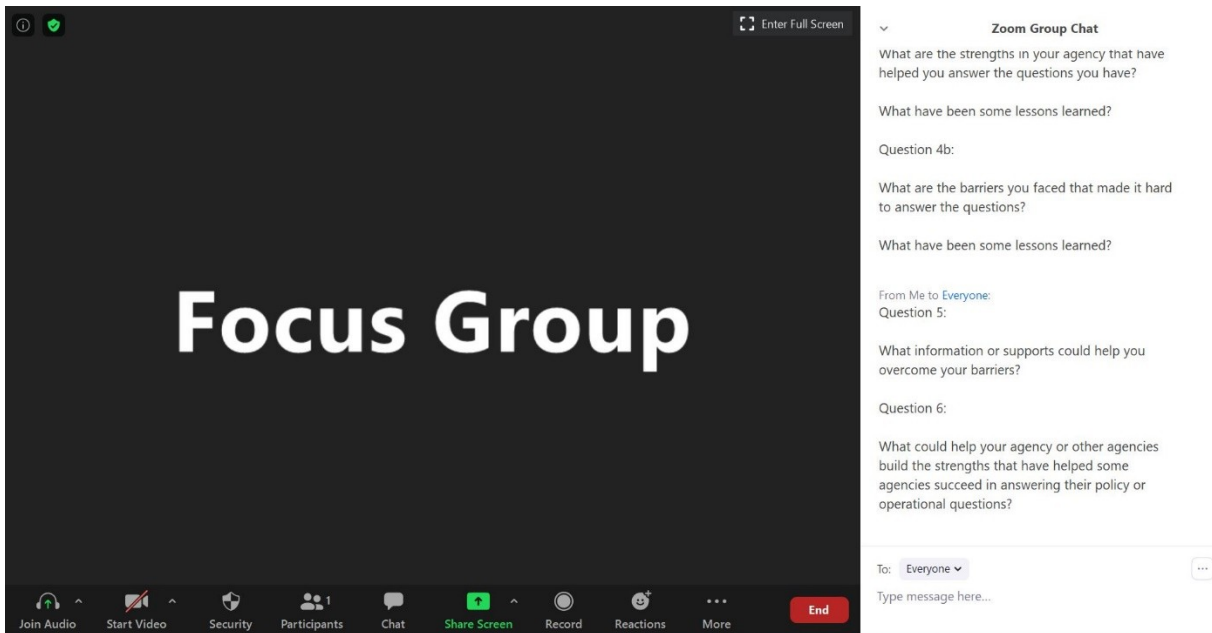 Enter Full Screen
Focus Group
Join Audio
Start Video
Security
1
Participants
Chat
Share Screen
Record
Reactions
More
End
Zoom Group Chat
What are the strengths in your agency that have
helped you answer the questions you have?
What have been some lessons learned?
Question 4b:
What are the barriers you faced that made it hard
to answer the questions?
What have been some lessons learned?
From Me to Everyone:
Question 5:
What information or supports could help you
overcome your barriers?
Question 6:
What could help your agency or other agencies
build the strengths that have helped some
agencies succeed in answering their policy or
operational questions?
To: Everyone
Type message here...